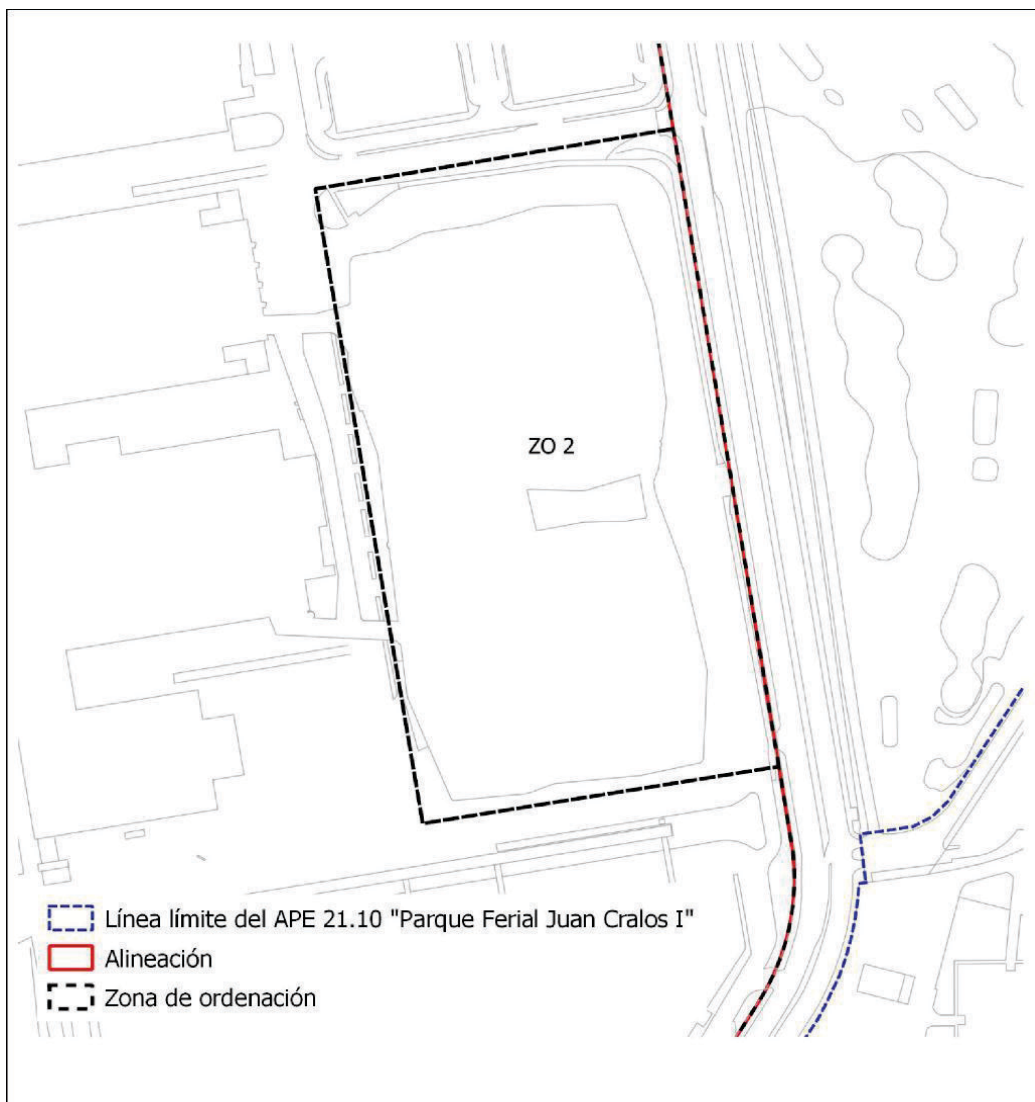 ZO 2
Línea límite del APE 21.10 "Parque Ferial Juan Cralos I"
Alineación
Zona de ordenación